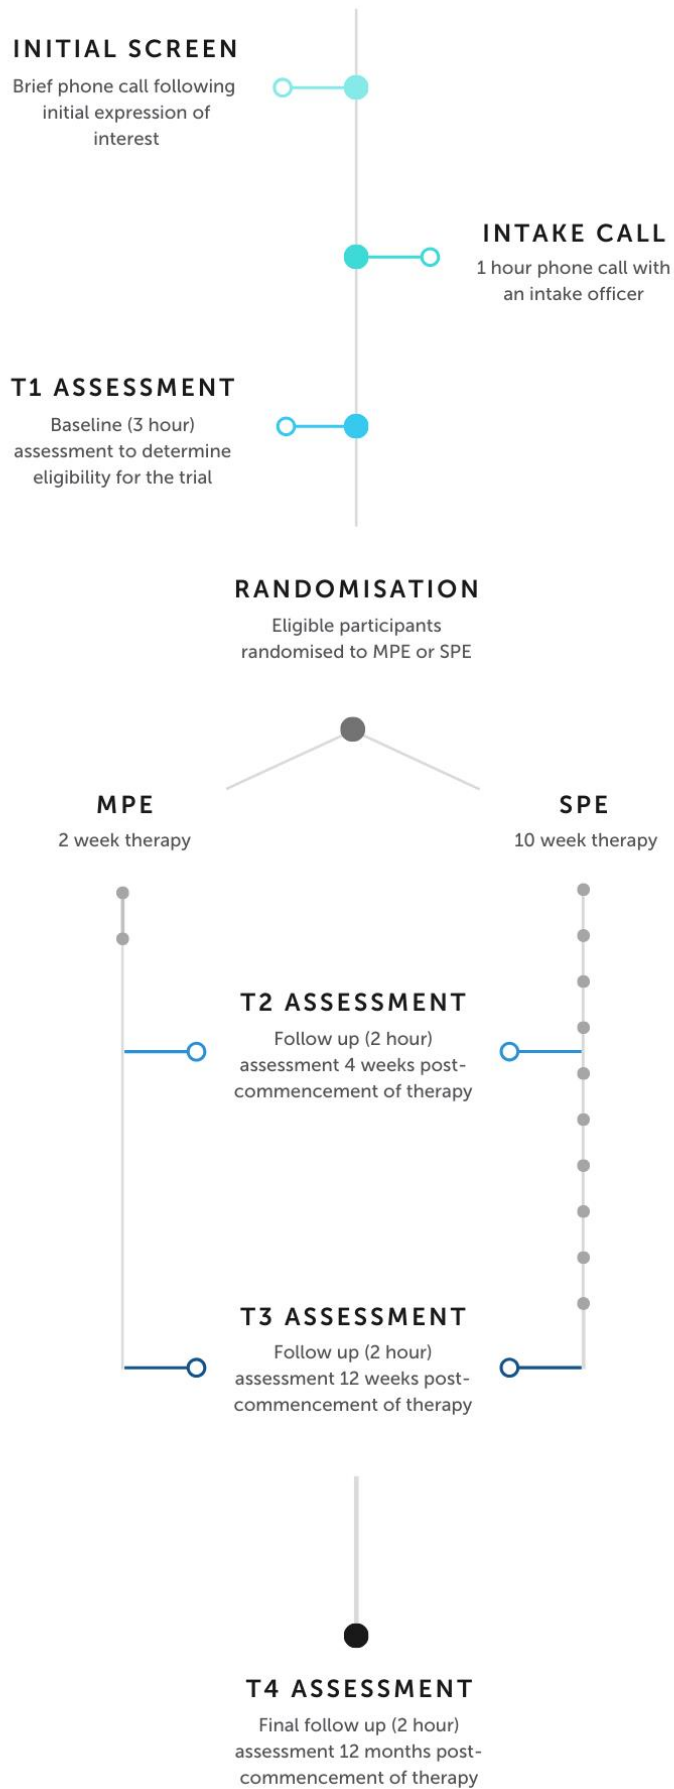 INITIAL SCREEN
Brief phone call following
initial expression of
interest
INTAKE CALL
1 hour phone call with
an intake officer
T1 ASSESSMENT
Baseline (3 hour)
assessment to determine
eligibility for the trial
RANDOMISATION
Eligible participants
randomised to MPE or SPE
MPE
2 week therapy
SPE
10 week therapy
T2 ASSESSMENT
Follow up (2 hour)
assessment 4 weeks post-
commencement of therapy
T3 ASSESSMENT
Follow up (2 hour)
assessment 12 weeks post-
commencement of therapy
T4 ASSESSMENT
Final follow up (2 hour)
assessment 12 months post-
commencement of therapy